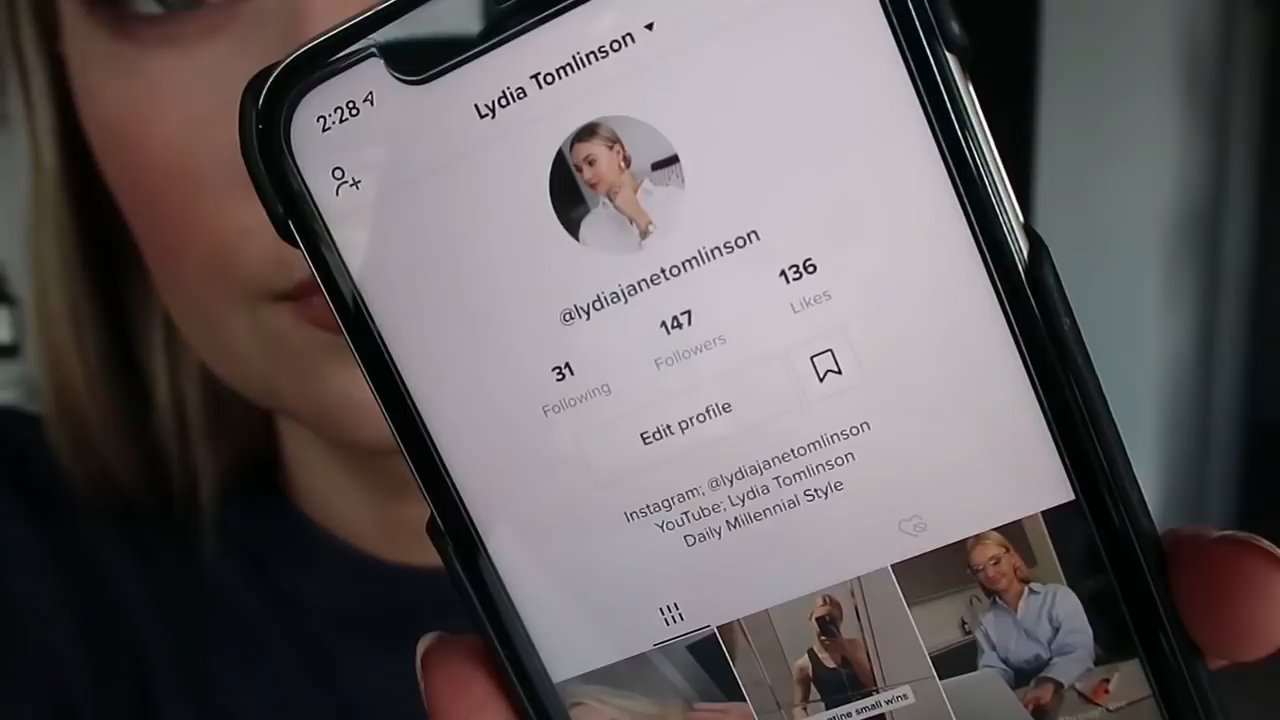 2:28
Lydia Tomlinson
@lydiajanetomlinson
31
Following
147
Followers
136
Likes
Edit profile
Instagram; @lydiajanetomlinson
YouTube; Lydia Tomlinson
Daily Millennial Style
small wins